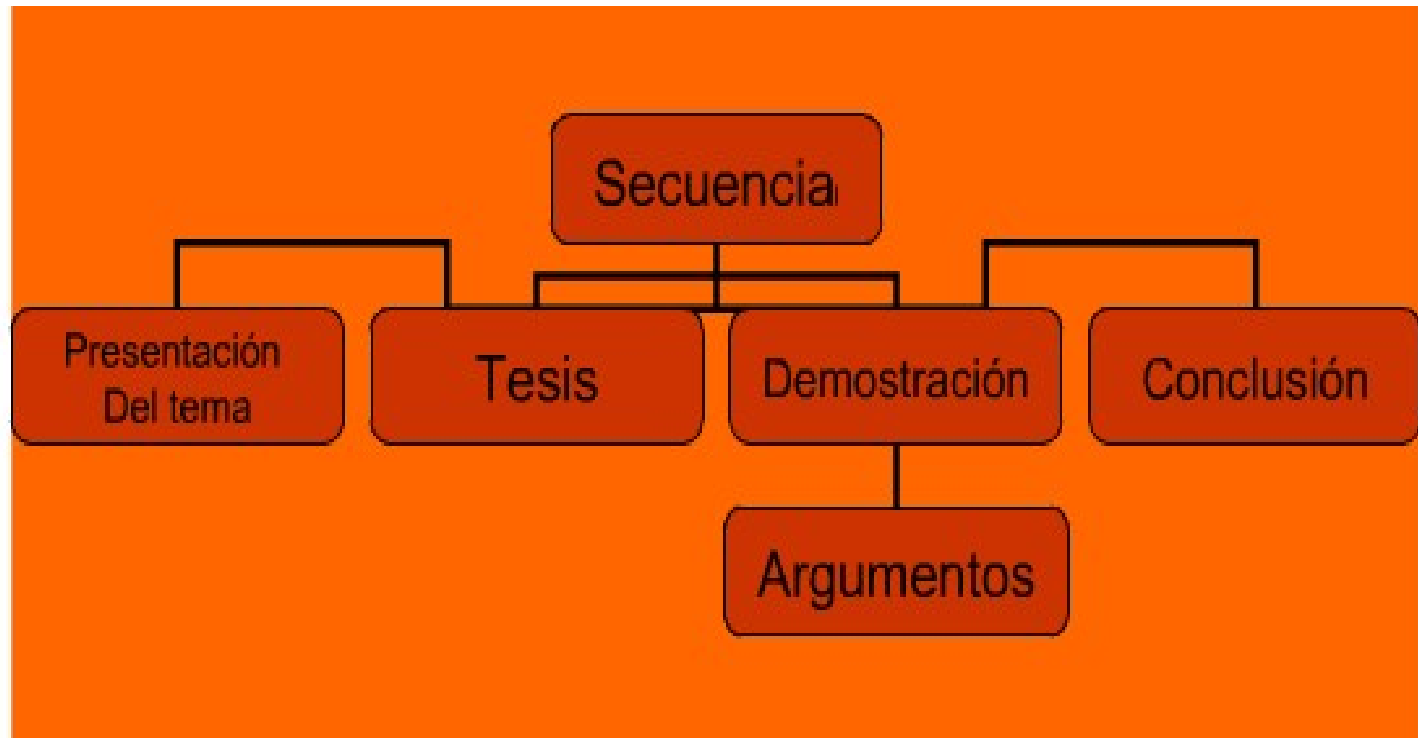 Secuencia
Presentación
Del tema
Tesis
Demostración
Conclusión
Argumentos